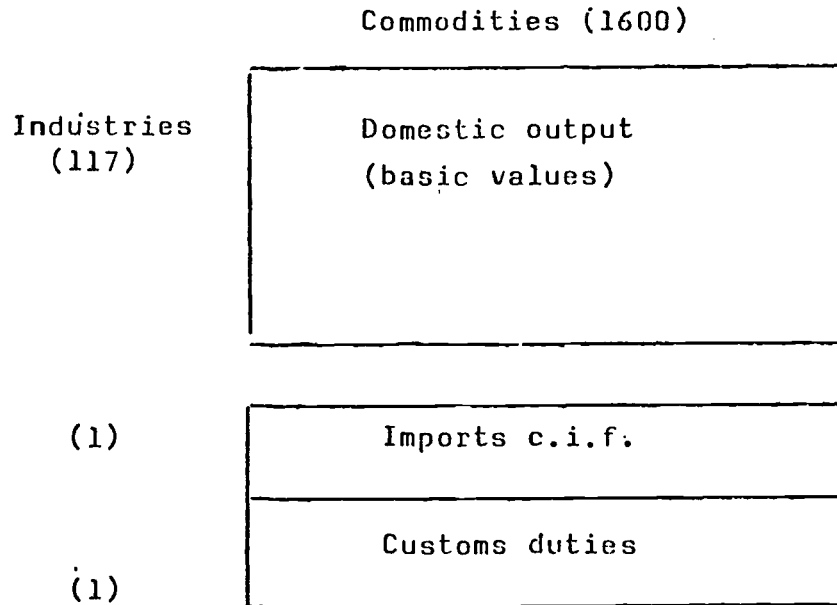 Commodities (1600)
Industries
(117)
Domestic output
(basic values)
(1)
Imports c.i.f.
Customs duties
(1)